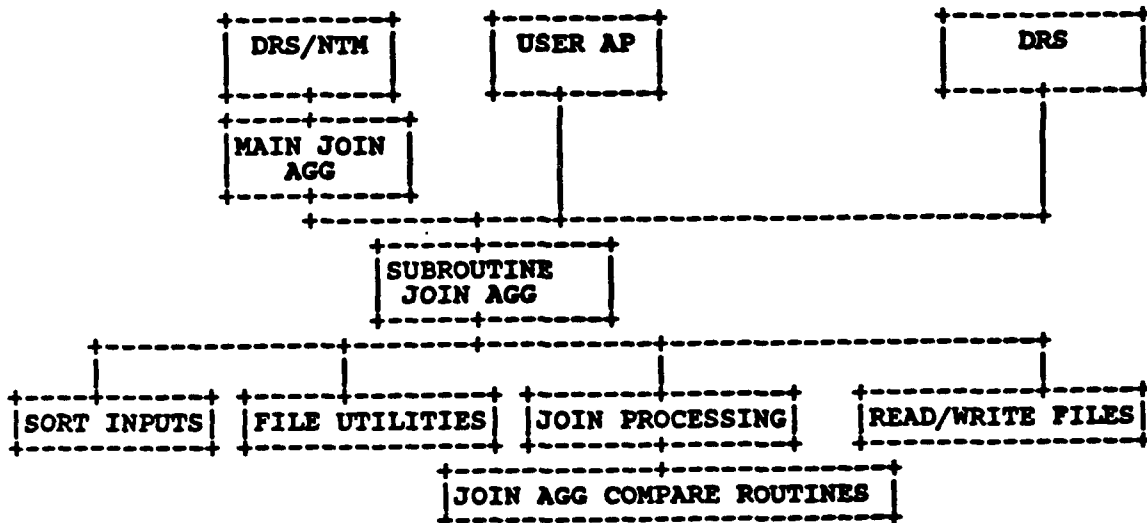 DRS/NTM USER AP DRS
MAIN JOIN
AGG
SUBROUTINE
JOIN AGG
SORT INPUTS FILE UTILITIES JOIN PROCESSING READ/WRITE FILES
JOIN AGG COMPARE ROUTINES